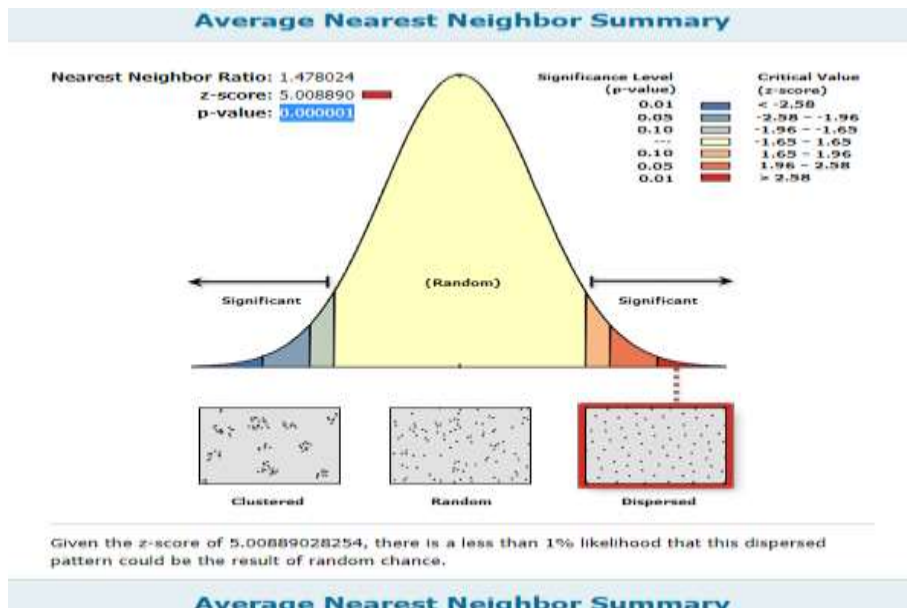 Average Nearest Neighbor Summary
Nearest Neighbor Ratio: 1.478024
z-score: 5.008890
p-value: 0.000001
Significance Level
(p-value)
Critical Value
(z-score)
0.01 < -2.58
0.05 -2.58 - -1.96
0.10 -1.96 - -1.65
--- -1.65 - 1.65
0.10 1.65 - 1.96
0.05 1.96 - 2.58
0.01 > 2.58
(Random)
Significant
Significant
Clustered
Random
Dispersed
Given the z-score of 5.00889028254, there is a less than 1% likelihood that this dispersed
pattern could be the result of random chance.
Average Nearest Neighbor Summary